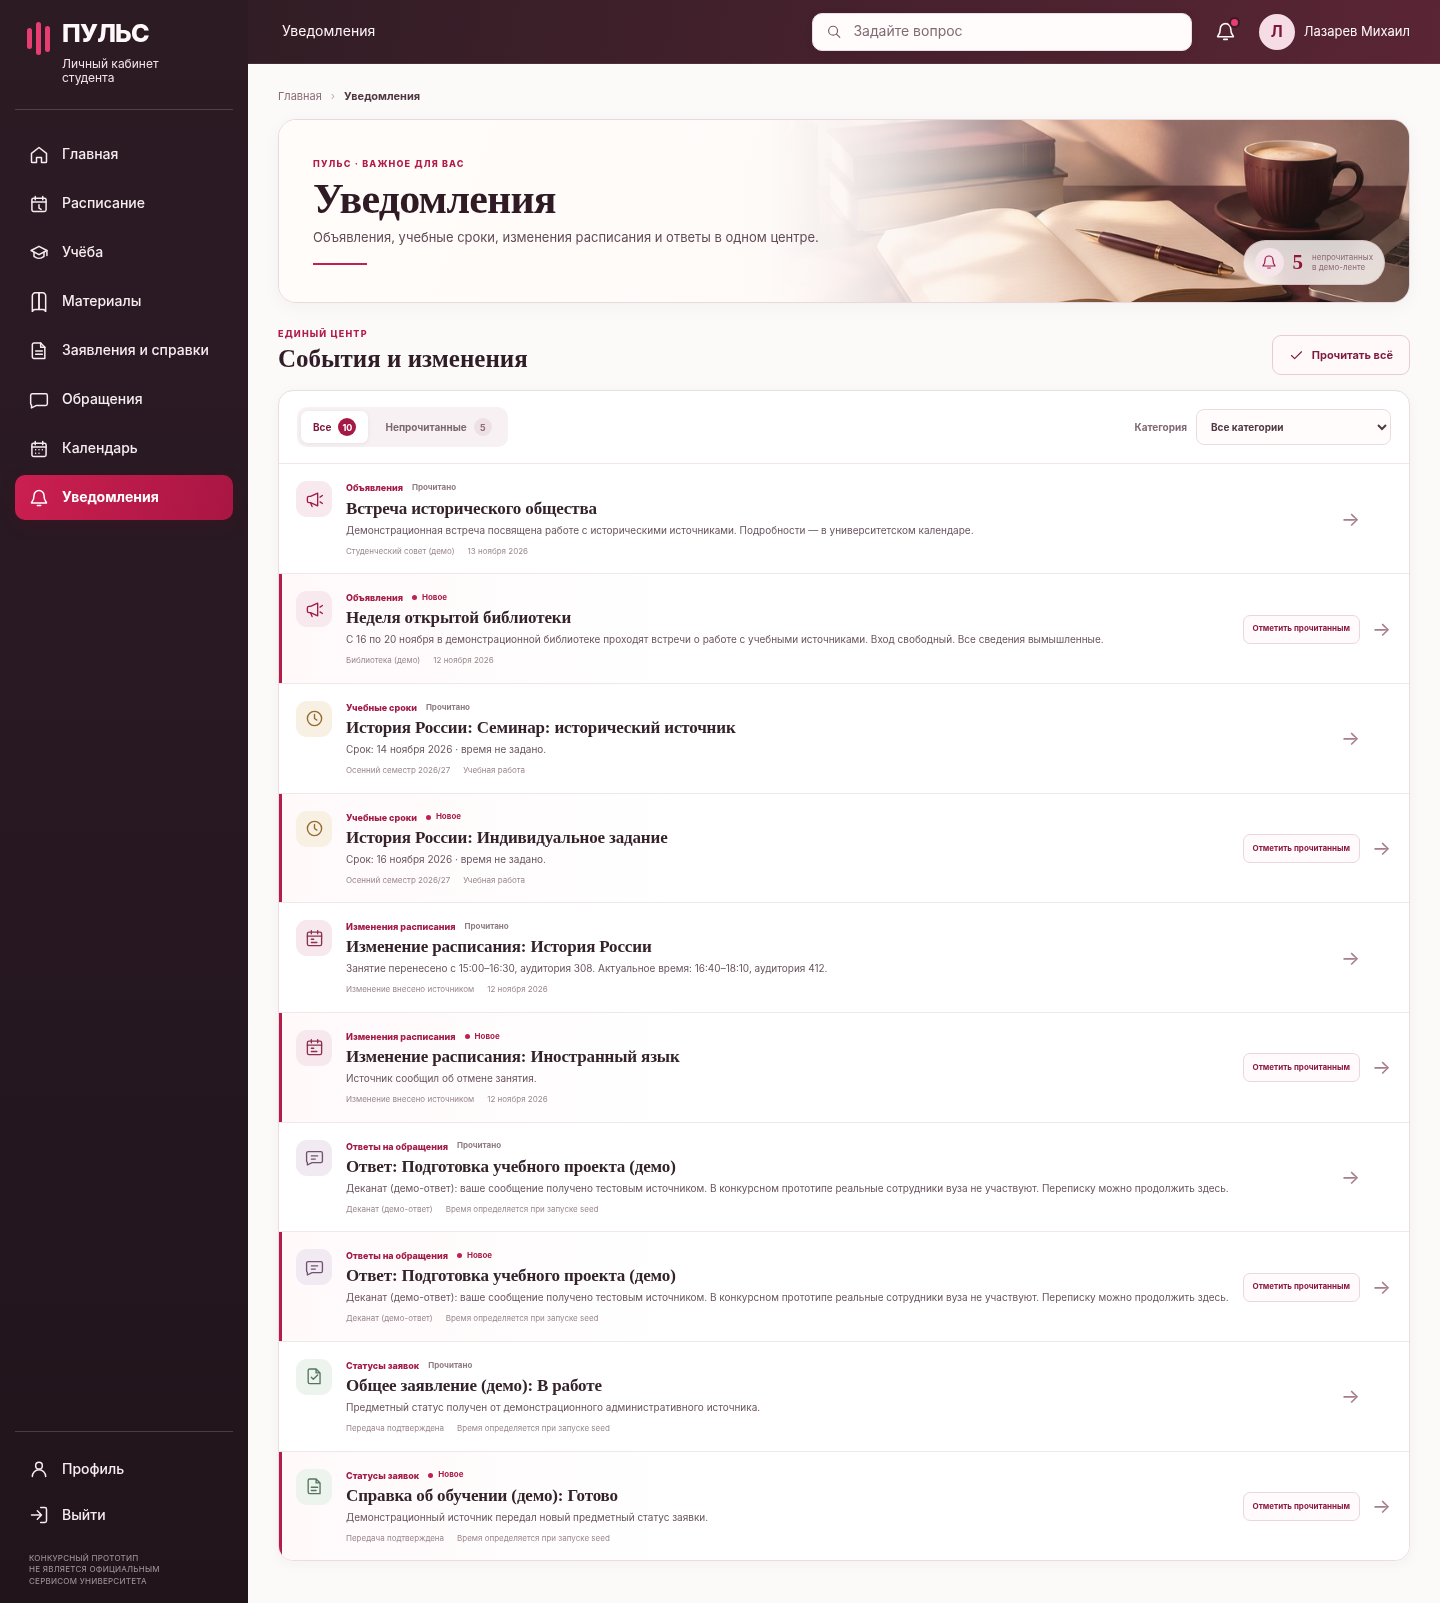 ПУЛЬС
Личный кабинет
студента
Главная
Расписание
Учёба
Материалы
Заявления и справки
Обращения
Календарь
Уведомления
Профиль
Выйти
КОНКУРСНЫЙ ПРОТОТИП
НЕ ЯВЛЯЕТСЯ ОФИЦИАЛЬНЫМ
СЕРВИСОМ УНИВЕРСИТЕТА
Уведомления
Задайте вопрос
Л Лазарев Михаил
Главная › Уведомления
ПУЛЬС · ВАЖНОЕ ДЛЯ ВАС
Уведомления
Объявления, учебные сроки, изменения расписания и ответы в одном центре.
5 непрочитанных
в демо-ленте
ЕДИНЫЙ ЦЕНТР
События и изменения
Прочитать всё
Все 10 Непрочитанные 5
Категория Все категории
Объявления Прочитано
Встреча исторического общества
Демонстрационная встреча посвящена работе с историческими источниками. Подробности — в университетском календаре.
Студенческий совет (демо) 13 ноября 2026
Объявления Новое
Неделя открытой библиотеки
С 16 по 20 ноября в демонстрационной библиотеке проходят встречи о работе с учебными источниками. Вход свободный. Все сведения вымышленные.
Библиотека (демо) 12 ноября 2026
Отметить прочитанным
Учебные сроки Прочитано
История России: Семинар: исторический источник
Срок: 14 ноября 2026 · время не задано.
Осенний семестр 2026/27 Учебная работа
Учебные сроки Новое
История России: Индивидуальное задание
Срок: 16 ноября 2026 · время не задано.
Осенний семестр 2026/27 Учебная работа
Отметить прочитанным
Изменения расписания Прочитано
Изменение расписания: История России
Занятие перенесено с 15:00–16:30, аудитория 308. Актуальное время: 16:40–18:10, аудитория 412.
Изменение внесено источником 12 ноября 2026
Изменения расписания Новое
Изменение расписания: Иностранный язык
Источник сообщил об отмене занятия.
Изменение внесено источником 12 ноября 2026
Отметить прочитанным
Ответы на обращения Прочитано
Ответ: Подготовка учебного проекта (демо)
Деканат (демо-ответ): ваше сообщение получено тестовым источником. В конкурсном прототипе реальные сотрудники вуза не участвуют. Переписку можно продолжить здесь.
Деканат (демо-ответ) Время определяется при запуске seed
Ответы на обращения Новое
Ответ: Подготовка учебного проекта (демо)
Деканат (демо-ответ): ваше сообщение получено тестовым источником. В конкурсном прототипе реальные сотрудники вуза не участвуют. Переписку можно продолжить здесь.
Деканат (демо-ответ) Время определяется при запуске seed
Отметить прочитанным
Статусы заявок Прочитано
Общее заявление (демо): В работе
Предметный статус получен от демонстрационного административного источника.
Передача подтверждена Время определяется при запуске seed
Статусы заявок Новое
Справка об обучении (демо): Готово
Демонстрационный источник передал новый предметный статус заявки.
Передача подтверждена Время определяется при запуске seed
Отметить прочитанным